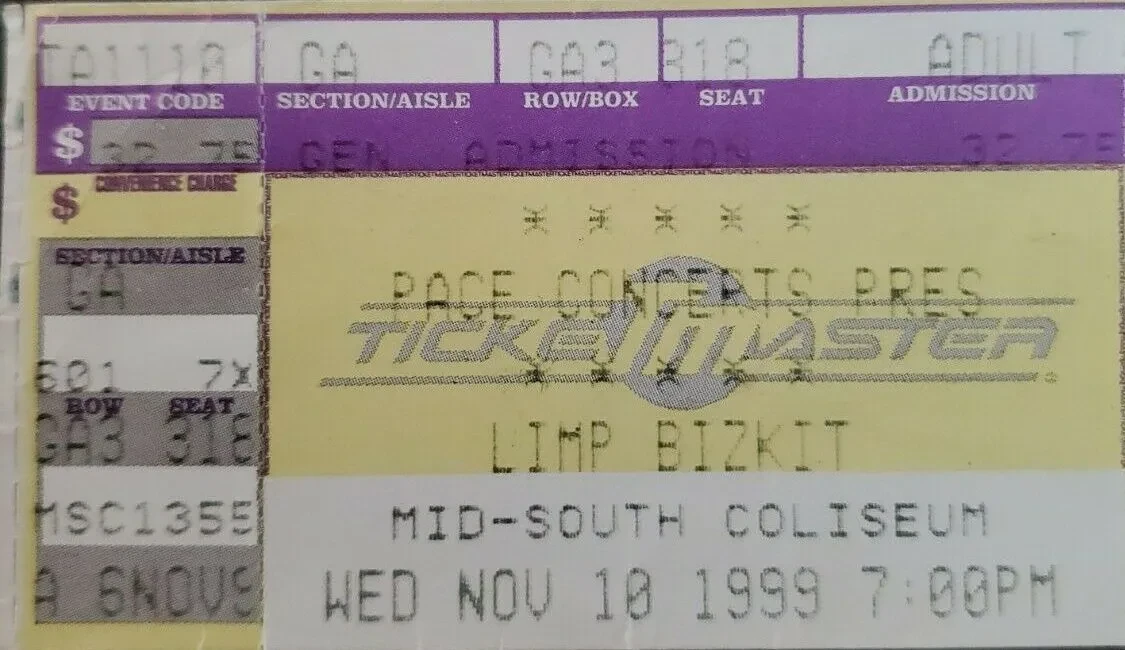 TA1110 GA GA3 318 ADULT
EVENT CODE SECTION/AISLE ROW/BOX SEAT ADMISSION
$ 32 75 GEN ADMISSION 32 75
CONVENIENCE CHARGE
$
* * * * *
SECTION/AISLE
GA
PACE CONCERTS PRES
TICKETMASTER
601 7X
* * * * *
ROW SEAT
GA3 318
LIMP BIZKIT
MSC1355
MID-SOUTH COLISEUM
A 6NOV9
WED NOV 10 1999 7:00PM